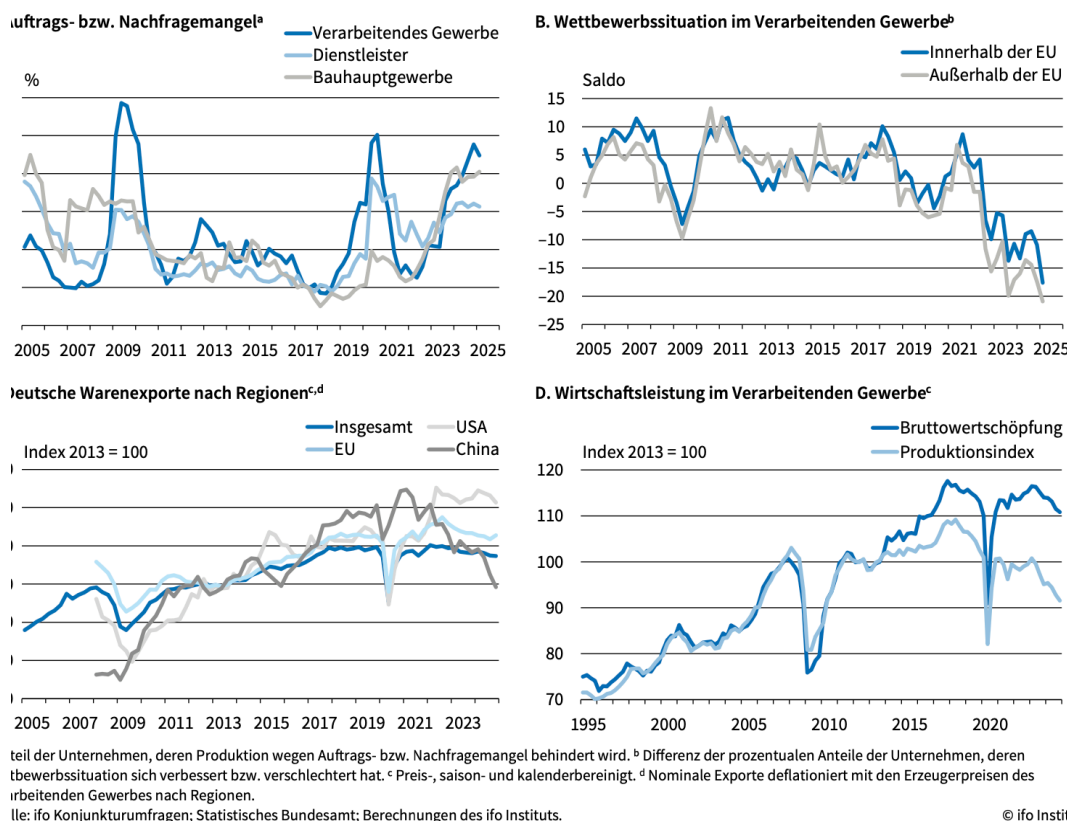 uftrags- bzw. Nachfragemangelᵃ
Verarbeitendes Gewerbe
Dienstleister
Bauhauptgewerbe
%
2005 2007 2009 2011 2013 2015 2017 2019 2021 2023 2025
B. Wettbewerbssituation im Verarbeitenden Gewerbeᵇ
Innerhalb der EU
Außerhalb der EU
Saldo
15
10
5
0
−5
−10
−15
−20
−25
2005 2007 2009 2011 2013 2015 2017 2019 2021 2023 2025
Deutsche Warenexporte nach Regionenᶜ,ᵈ
Insgesamt USA
EU China
Index 2013 = 100
2005 2007 2009 2011 2013 2015 2017 2019 2021 2023
D. Wirtschaftsleistung im Verarbeitenden Gewerbeᶜ
Bruttowertschöpfung
Produktionsindex
Index 2013 = 100
120
110
100
90
80
70
1995 2000 2005 2010 2015 2020
teil der Unternehmen, deren Produktion wegen Auftrags- bzw. Nachfragemangel behindert wird. ᵇ Differenz der prozentualen Anteile der Unternehmen, deren
tbewerbssituation sich verbessert bzw. verschlechtert hat. ᶜ Preis-, saison- und kalenderbereinigt. ᵈ Nominale Exporte deflationiert mit den Erzeugerpreisen des
arbeitenden Gewerbes nach Regionen.
lle: ifo Konjunkturumfragen; Statistisches Bundesamt; Berechnungen des ifo Instituts.
© ifo Instit